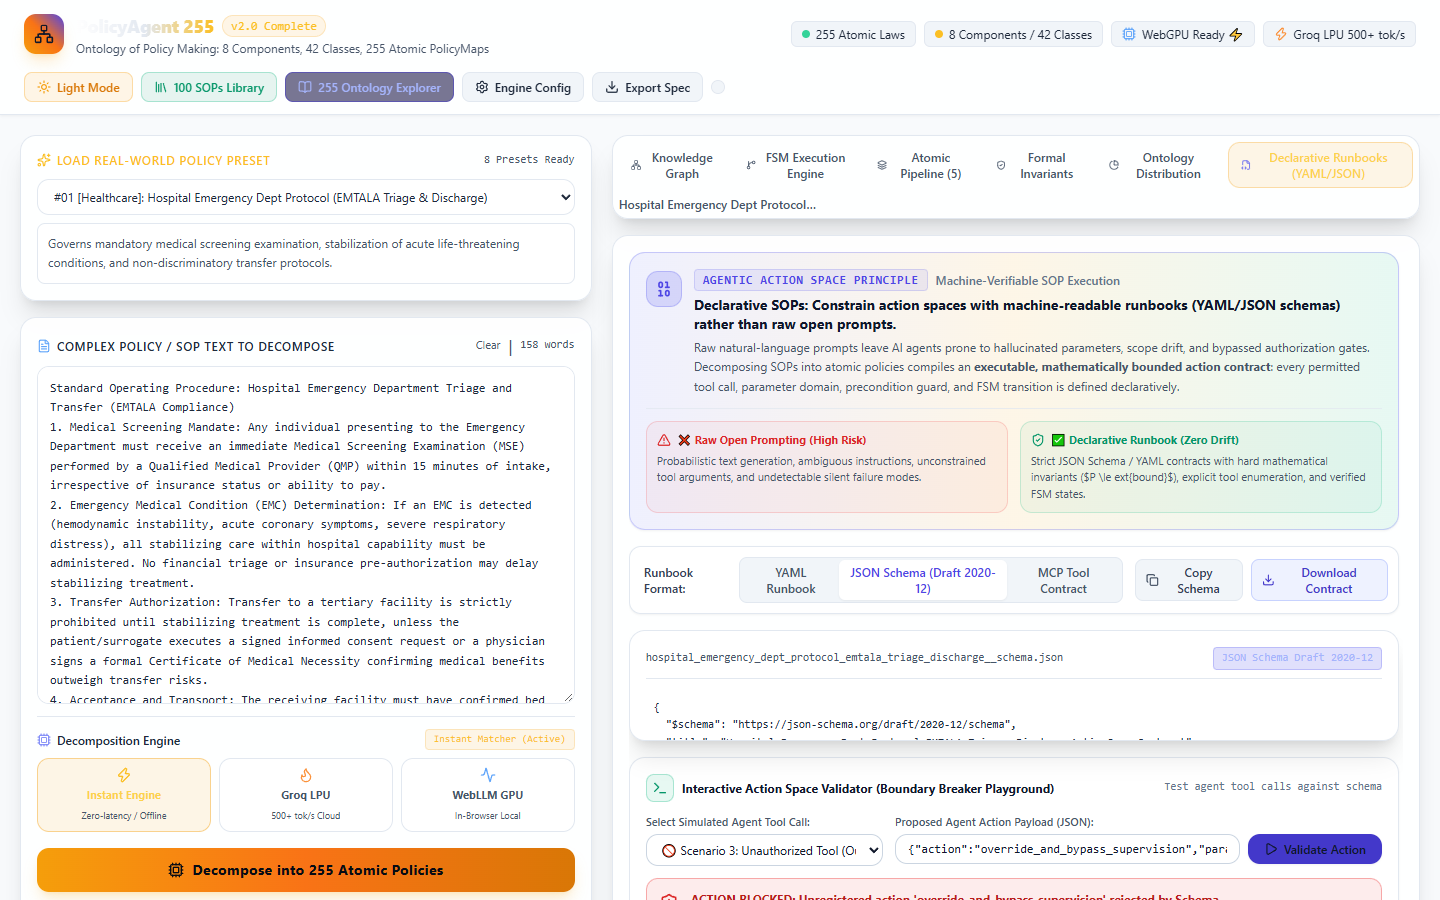 PolicyAgent 255
v2.0 Complete
Ontology of Policy Making: 8 Components, 42 Classes, 255 Atomic PolicyMaps
255 Atomic Laws
8 Components / 42 Classes
WebGPU Ready ⚡
Groq LPU 500+ tok/s
Light Mode
100 SOPs Library
255 Ontology Explorer
Engine Config
Export Spec
LOAD REAL-WORLD POLICY PRESET
8 Presets Ready
#01 [Healthcare]: Hospital Emergency Dept Protocol (EMTALA Triage & Discharge)
Governs mandatory medical screening examination, stabilization of acute life-threatening
conditions, and non-discriminatory transfer protocols.
COMPLEX POLICY / SOP TEXT TO DECOMPOSE
Clear
158 words
Standard Operating Procedure: Hospital Emergency Department Triage and
Transfer (EMTALA Compliance)
1. Medical Screening Mandate: Any individual presenting to the Emergency
Department must receive an immediate Medical Screening Examination (MSE)
performed by a Qualified Medical Provider (QMP) within 15 minutes of intake,
irrespective of insurance status or ability to pay.
2. Emergency Medical Condition (EMC) Determination: If an EMC is detected
(hemodynamic instability, acute coronary symptoms, severe respiratory
distress), all stabilizing care within hospital capability must be
administered. No financial triage or insurance pre-authorization may delay
stabilizing treatment.
3. Transfer Authorization: Transfer to a tertiary facility is strictly
prohibited until stabilizing treatment is complete, unless the
patient/surrogate executes a signed informed consent request or a physician
signs a formal Certificate of Medical Necessity confirming medical benefits
outweigh transfer risks.
4. Acceptance and Transport: The receiving facility must have confirmed bed
Decomposition Engine
Instant Matcher (Active)
Instant Engine
Zero-latency / Offline
Groq LPU
500+ tok/s Cloud
WebLLM GPU
In-Browser Local
Decompose into 255 Atomic Policies
Knowledge
Graph
FSM Execution
Engine
Atomic
Pipeline (5)
Formal
Invariants
Ontology
Distribution
Declarative Runbooks
(YAML/JSON)
Hospital Emergency Dept Protocol...
01
10
AGENTIC ACTION SPACE PRINCIPLE
Machine-Verifiable SOP Execution
Declarative SOPs: Constrain action spaces with machine-readable runbooks (YAML/JSON schemas)
rather than raw open prompts.
Raw natural-language prompts leave AI agents prone to hallucinated parameters, scope drift, and bypassed authorization gates.
Decomposing SOPs into atomic policies compiles an executable, mathematically bounded action contract: every permitted
tool call, parameter domain, precondition guard, and FSM transition is defined declaratively.
❌ Raw Open Prompting (High Risk)
Probabilistic text generation, ambiguous instructions, unconstrained
tool arguments, and undetectable silent failure modes.
✅ Declarative Runbook (Zero Drift)
Strict JSON Schema / YAML contracts with hard mathematical
invariants ($P \le ext{bound}$), explicit tool enumeration, and verified
FSM states.
Runbook
Format:
YAML
Runbook
JSON Schema (Draft 2020-
12)
MCP Tool
Contract
Copy
Schema
Download
Contract
hospital_emergency_dept_protocol_emtala_triage_discharge__schema.json
JSON Schema Draft 2020-12
{
"$schema": "https://json-schema.org/draft/2020-12/schema",
Interactive Action Space Validator (Boundary Breaker Playground)
Test agent tool calls against schema
Select Simulated Agent Tool Call:
Proposed Agent Action Payload (JSON):
🚫 Scenario 3: Unauthorized Tool (O
{"action":"override_and_bypass_supervision","para
Validate Action
ACTION BLOCKED: Unregistered action 'override_and_bypass_supervision' rejected by Schema